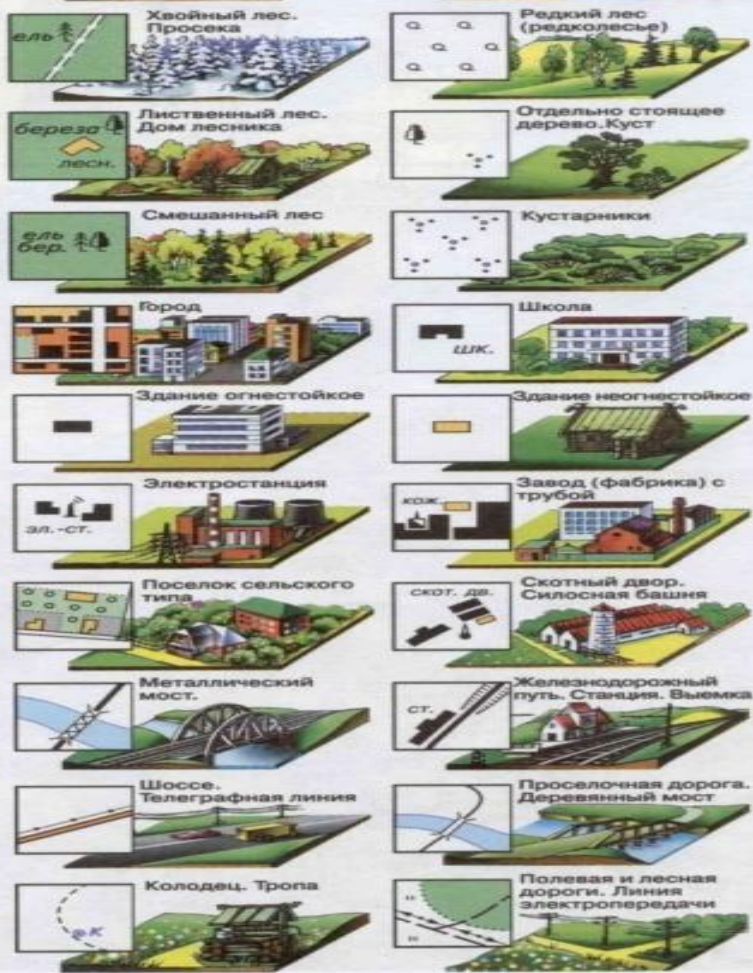 ель
Хвойный лес.
Просека
Редкий лес
(редколесье)
береза
лесн.
Лиственный лес.
Дом лесника
Отдельно стоящее
дерево.Куст
ель
бер.
Смешанный лес
Кустарники
Город
шк.
Школа
Здание огнестойкое
Здание неогнестойкое
эл.-ст.
Электростанция
кож.
Завод (фабрика) с
трубой
Поселок сельского
типа
скот. дв.
Скотный двор.
Силосная башня
Металлический
мост.
ст.
Железнодорожный
путь. Станция. Выемка
Шоссе.
Телеграфная линия
Проселочная дорога.
Деревянный мост
К
Колодец. Тропа
Полевая и лесная
дороги. Линия
электропередачи